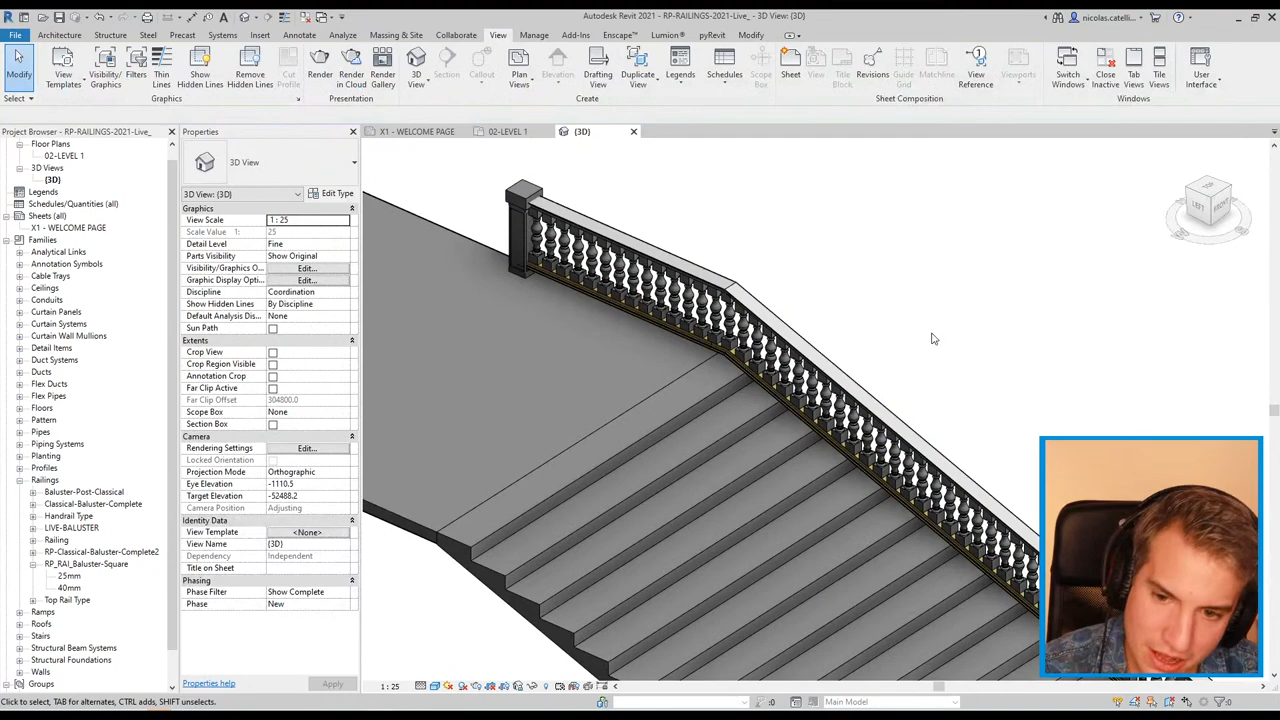 Autodesk Revit 2021 - RP-RAILINGS-2021-Live_ - 3D View: {3D}
nicolas.catelli...
File Architecture Structure Steel Precast Systems Insert Annotate Analyze Massing & Site Collaborate View Manage Add-Ins Enscape™ Lumion® pyRevit Modify
Modify View Templates Visibility/ Graphics Filters Thin Lines Show Hidden Lines Remove Hidden Lines Cut Profile Render Render in Cloud Render Gallery 3D View Section Callout Plan Views Elevation Drafting View Duplicate View Legends Schedules Scope Box Sheet View Title Block Revisions Guide Grid Matchline View Reference Viewports Switch Windows Close Inactive Tab Views Tile Views User Interface
Select Graphics Presentation Create Sheet Composition Windows
Project Browser - RP-RAILINGS-2021-Live_
Floor Plans
02-LEVEL 1
3D Views
{3D}
Legends
Schedules/Quantities (all)
Sheets (all)
X1 - WELCOME PAGE
Families
Analytical Links
Annotation Symbols
Cable Trays
Ceilings
Conduits
Curtain Panels
Curtain Systems
Curtain Wall Mullions
Detail Items
Duct Systems
Ducts
Flex Ducts
Flex Pipes
Floors
Pattern
Pipes
Piping Systems
Planting
Profiles
Railings
Baluster-Post-Classical
Classical-Baluster-Complete
Handrail Type
LIVE-BALUSTER
Railing
RP-Classical-Baluster-Complete2
RP_RAI_Baluster-Square
25mm
40mm
Top Rail Type
Ramps
Roofs
Stairs
Structural Beam Systems
Structural Foundations
Walls
Groups
Properties
3D View
3D View: {3D} Edit Type
Graphics
View Scale 1 : 25
Scale Value 1: 25
Detail Level Fine
Parts Visibility Show Original
Visibility/Graphics O... Edit...
Graphic Display Opti... Edit...
Discipline Coordination
Show Hidden Lines By Discipline
Default Analysis Dis... None
Sun Path
Extents
Crop View
Crop Region Visible
Annotation Crop
Far Clip Active
Far Clip Offset 304800.0
Scope Box None
Section Box
Camera
Rendering Settings Edit...
Locked Orientation
Projection Mode Orthographic
Eye Elevation -1110.5
Target Elevation -52488.2
Camera Position Adjusting
Identity Data
View Template <None>
View Name {3D}
Dependency Independent
Title on Sheet
Phasing
Phase Filter Show Complete
Phase New
Properties help Apply
X1 - WELCOME PAGE 02-LEVEL 1 {3D}
TOP
LEFT FRONT
1 : 25
Click to select, TAB for alternates, CTRL adds, SHIFT unselects. :0 Main Model :0